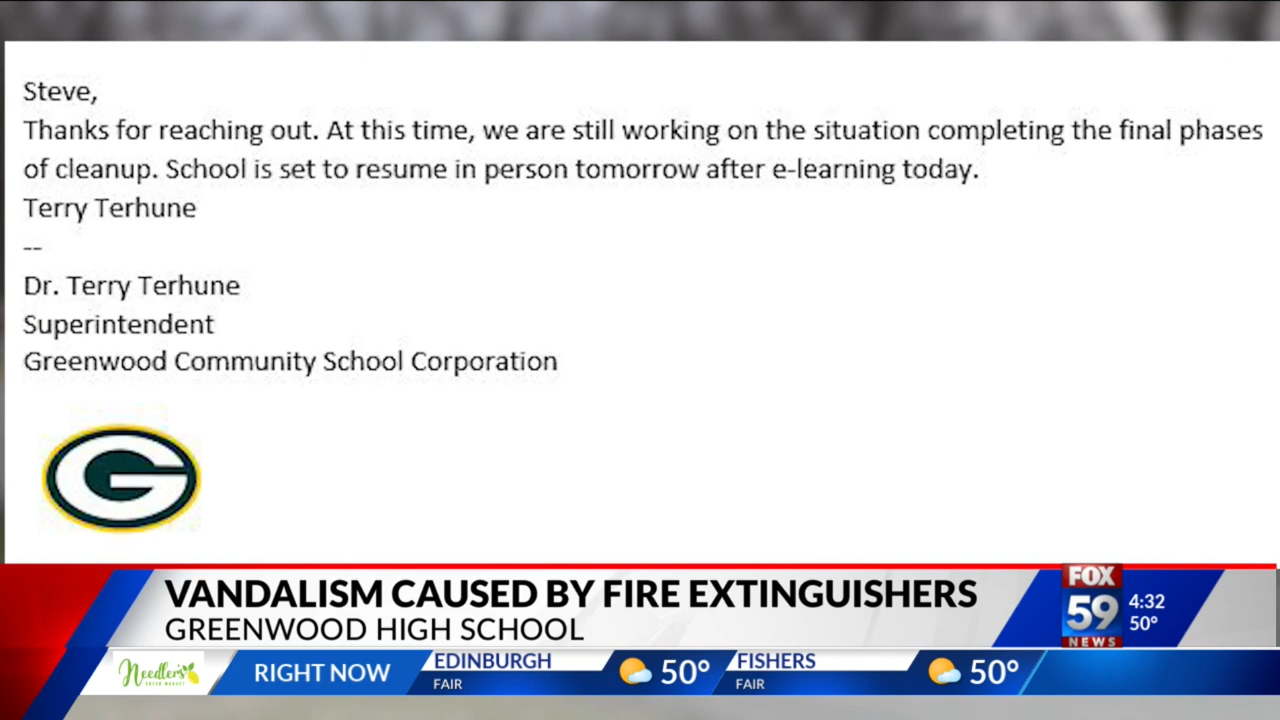 Steve,
Thanks for reaching out. At this time, we are still working on the situation completing the final phases
of cleanup. School is set to resume in person tomorrow after e-learning today.
Terry Terhune
--
Dr. Terry Terhune
Superintendent
Greenwood Community School Corporation
G
VANDALISM CAUSED BY FIRE EXTINGUISHERS
GREENWOOD HIGH SCHOOL
FOX
59
NEWS
4:32
50°
Needler's
FRESH MARKET
RIGHT NOW
EDINBURGH
FAIR
50°
FISHERS
FAIR
50°